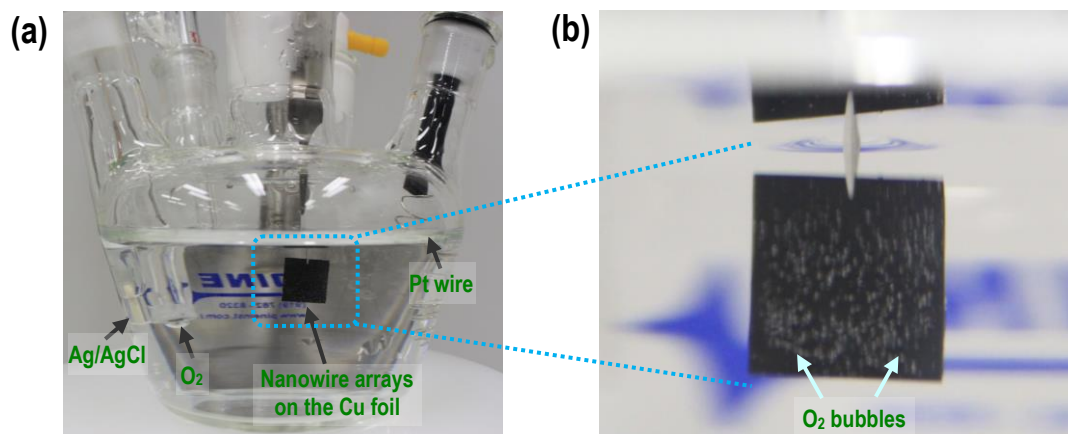 (a)
(b)
Pt wire
Ag/AgCl
O₂
Nanowire arrays
on the Cu foil
O₂ bubbles